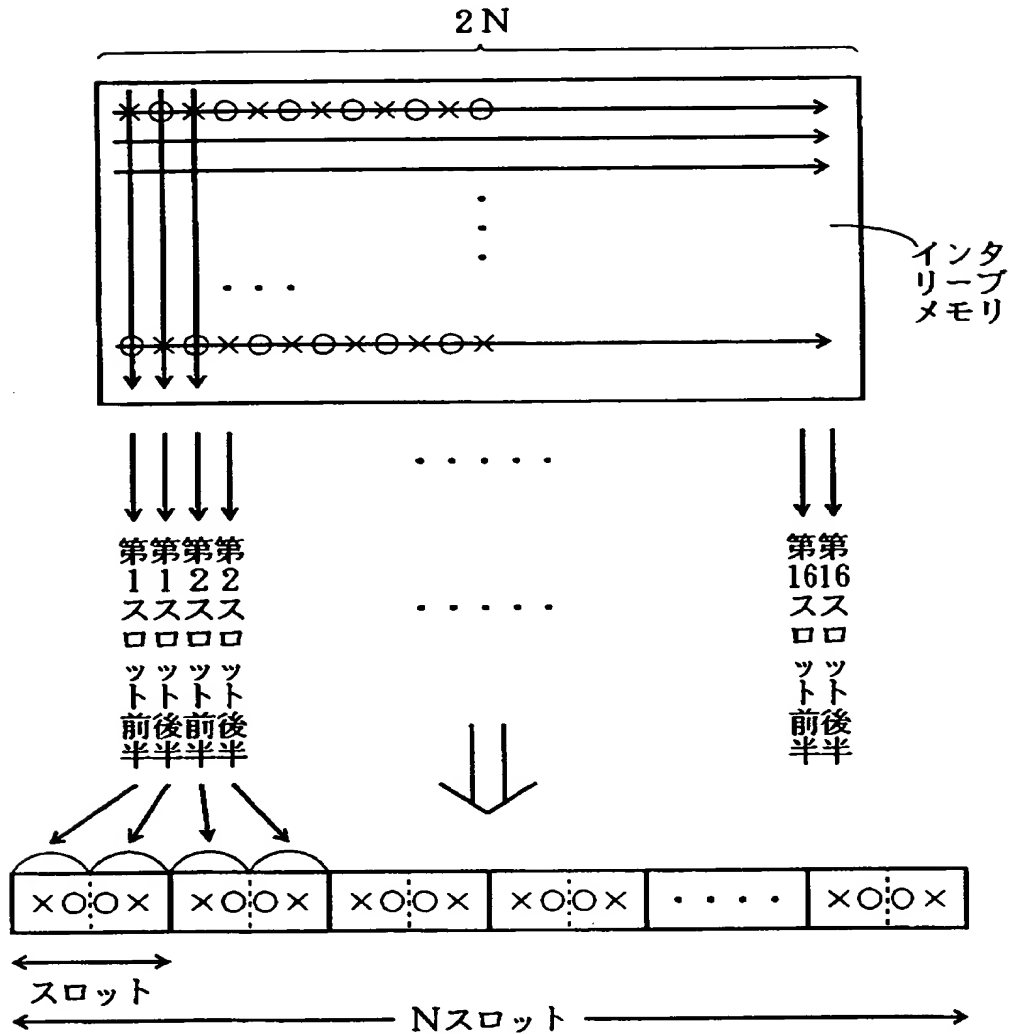 2N
インタ
リーブ
メモリ
第1スロット前半
第1スロット後半
第2スロット前半
第2スロット後半
第16スロット前半
第16スロット後半
×○○×
×○○×
×○○×
×○○×
×○○×
スロット
Nスロット